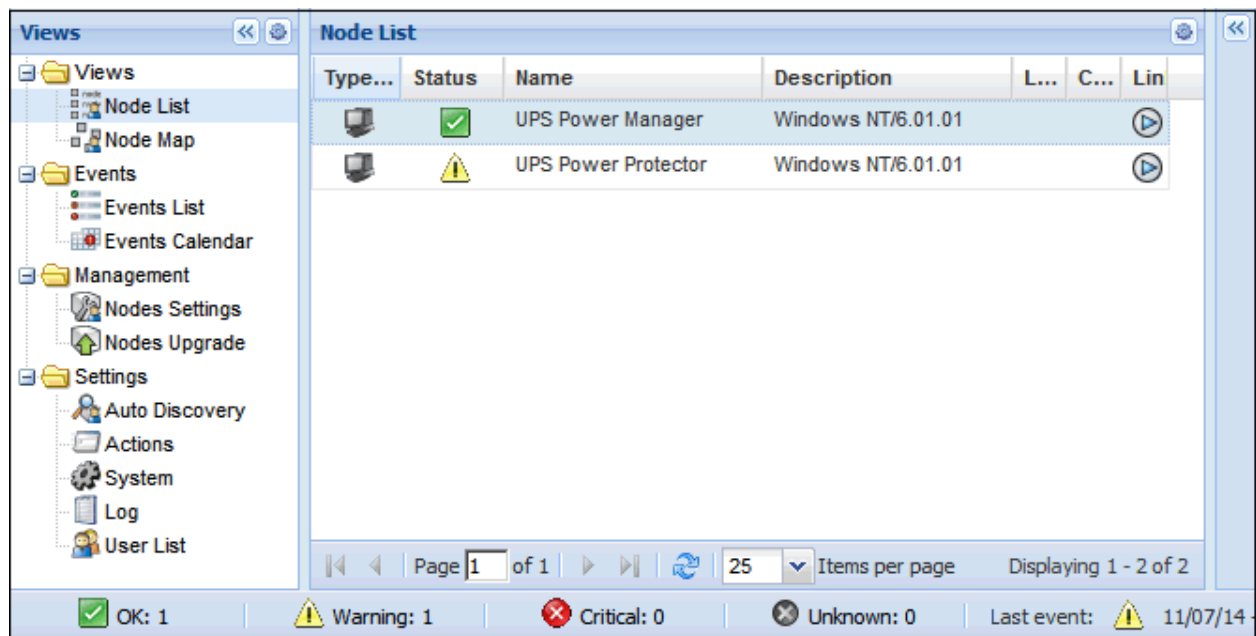 Views
Views
Node List
Node Map
Events
Events List
Events Calendar
Management
Nodes Settings
Nodes Upgrade
Settings
Auto Discovery
Actions
System
Log
User List
Node List
Type... Status Name Description L... C... Lin
UPS Power Manager Windows NT/6.01.01
UPS Power Protector Windows NT/6.01.01
Page 1 of 1 25 Items per page Displaying 1 - 2 of 2
OK: 1 Warning: 1 Critical: 0 Unknown: 0 Last event: 11/07/14